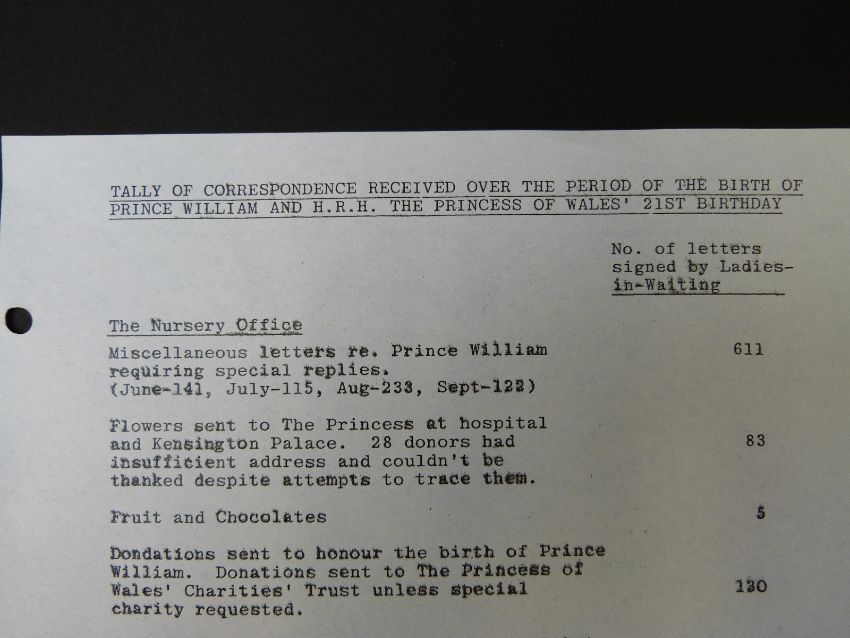 TALLY OF CORRESPONDENCE RECEIVED OVER THE PERIOD OF THE BIRTH OF
PRINCE WILLIAM AND H.R.H. THE PRINCESS OF WALES' 21ST BIRTHDAY
No. of letters
signed by Ladies-
in-Waiting
The Nursery Office
Miscellaneous letters re. Prince William 611
requiring special replies.
(June-141, July-115, Aug-233, Sept-122)
Flowers sent to The Princess at hospital
and Kensington Palace. 28 donors had 83
insufficient address and couldn't be
thanked despite attempts to trace them.
Fruit and Chocolates 5
Dondations sent to honour the birth of Prince
William. Donations sent to The Princess of
Wales' Charities' Trust unless special 130
charity requested.